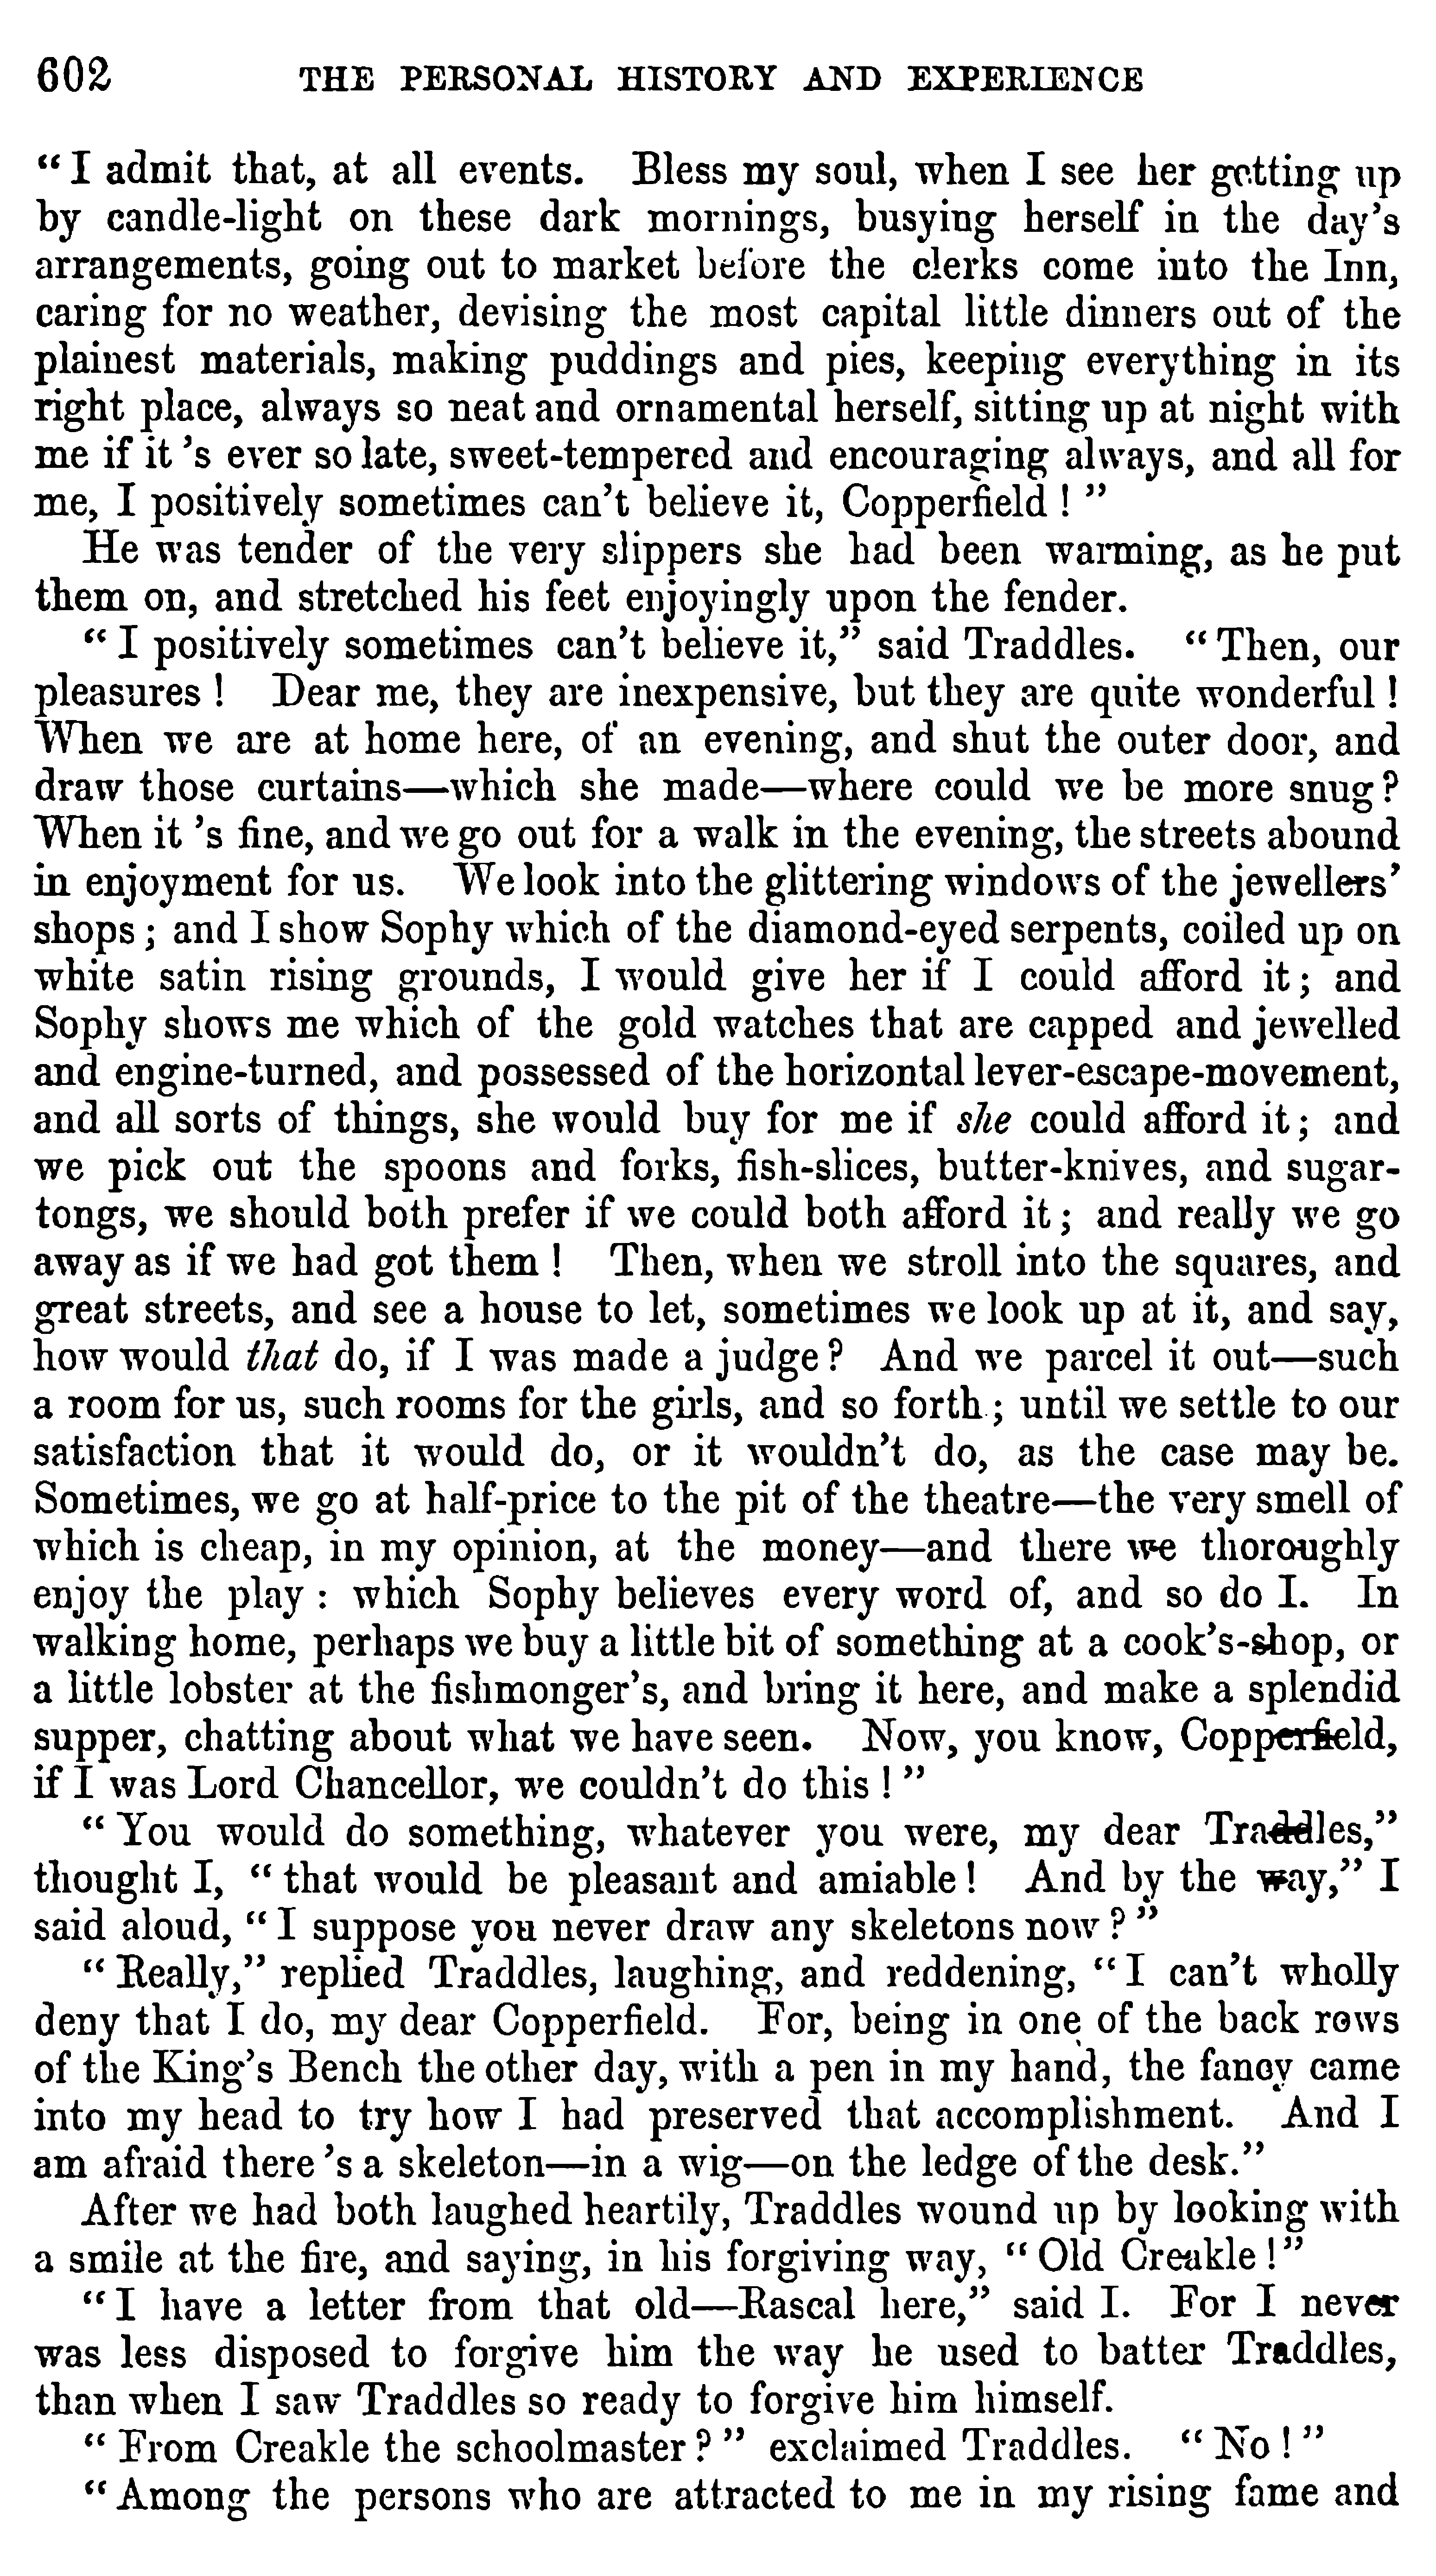 602 THE PERSONAL HISTORY AND EXPERIENCE
“I admit that, at all events. Bless my soul, when I see her getting up
by candle-light on these dark mornings, busying herself in the day’s
arrangements, going out to market before the clerks come into the Inn,
caring for no weather, devising the most capital little dinners out of the
plainest materials, making puddings and pies, keeping everything in its
right place, always so neat and ornamental herself, sitting up at night with
me if it ’s ever so late, sweet-tempered and encouraging always, and all for
me, I positively sometimes can’t believe it, Copperfield ! ”
He was tender of the very slippers she had been warming, as he put
them on, and stretched his feet enjoyingly upon the fender.
“ I positively sometimes can’t believe it,” said Traddles. “Then, our
pleasures ! Dear me, they are inexpensive, but they are quite wonderful !
When we are at home here, of an evening, and shut the outer door, and
draw those curtains—which she made—where could we be more snug ?
When it ’s fine, and we go out for a walk in the evening, the streets abound
in enjoyment for us. We look into the glittering windows of the jewellers’
shops ; and I show Sophy which of the diamond-eyed serpents, coiled up on
white satin rising grounds, I would give her if I could afford it ; and
Sophy shows me which of the gold watches that are capped and jewelled
and engine-turned, and possessed of the horizontal lever-escape-movement,
and all sorts of things, she would buy for me if she could afford it ; and
we pick out the spoons and forks, fish-slices, butter-knives, and sugar-
tongs, we should both prefer if we could both afford it ; and really we go
away as if we had got them ! Then, when we stroll into the squares, and
great streets, and see a house to let, sometimes we look up at it, and say,
how would that do, if I was made a judge ? And we parcel it out—such
a room for us, such rooms for the girls, and so forth ; until we settle to our
satisfaction that it would do, or it wouldn’t do, as the case may be.
Sometimes, we go at half-price to the pit of the theatre—the very smell of
which is cheap, in my opinion, at the money—and there we thoroughly
enjoy the play : which Sophy believes every word of, and so do I. In
walking home, perhaps we buy a little bit of something at a cook’s-shop, or
a little lobster at the fishmonger’s, and bring it here, and make a splendid
supper, chatting about what we have seen. Now, you know, Copperfield,
if I was Lord Chancellor, we couldn’t do this ! ”
“ You would do something, whatever you were, my dear Traddles,”
thought I, “ that would be pleasant and amiable ! And by the way,” I
said aloud, “ I suppose you never draw any skeletons now ? ”
“ Really,” replied Traddles, laughing, and reddening, “ I can’t wholly
deny that I do, my dear Copperfield. For, being in one of the back rows
of the King’s Bench the other day, with a pen in my hand, the fancy came
into my head to try how I had preserved that accomplishment. And I
am afraid there ’s a skeleton—in a wig—on the ledge of the desk.”
After we had both laughed heartily, Traddles wound up by looking with
a smile at the fire, and saying, in his forgiving way, “ Old Creakle ! ”
“ I have a letter from that old—Rascal here,” said I. For I never
was less disposed to forgive him the way he used to batter Traddles,
than when I saw Traddles so ready to forgive him himself.
“ From Creakle the schoolmaster ? ” exclaimed Traddles. “ No ! ”
“ Among the persons who are attracted to me in my rising fame and